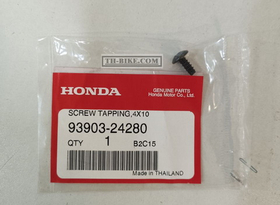 TH-BIKE.COM
HONDA
GENUINE PARTS
Honda Motor Co., Ltd.
SCREW TAPPING,4X10
93903-24280
QTY 1 B2C15
Made in THAILAND